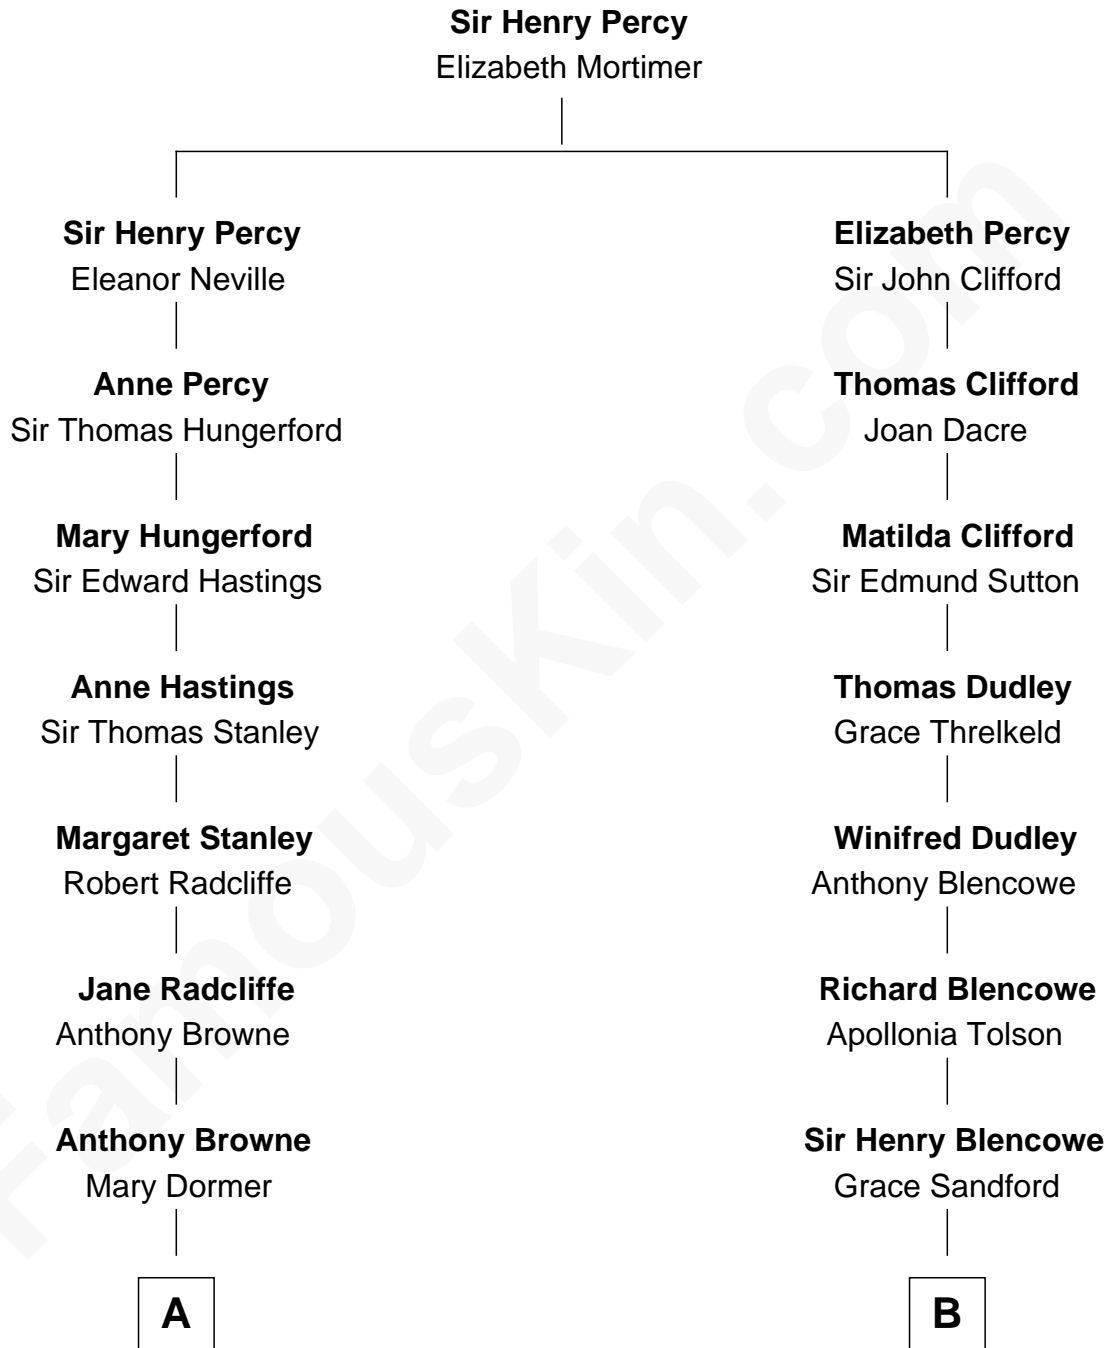 Sir Henry Percy
Elizabeth Mortimer
Sir Henry Percy
Eleanor Neville
Anne Percy
Sir Thomas Hungerford
Mary Hungerford
Sir Edward Hastings
Anne Hastings
Sir Thomas Stanley
Margaret Stanley
Robert Radcliffe
Jane Radcliffe
Anthony Browne
Anthony Browne
Mary Dormer
A
Elizabeth Percy
Sir John Clifford
Thomas Clifford
Joan Dacre
Matilda Clifford
Sir Edmund Sutton
Thomas Dudley
Grace Threlkeld
Winifred Dudley
Anthony Blencowe
Richard Blencowe
Apollonia Tolson
Sir Henry Blencowe
Grace Sandford
B
FamousKin.com